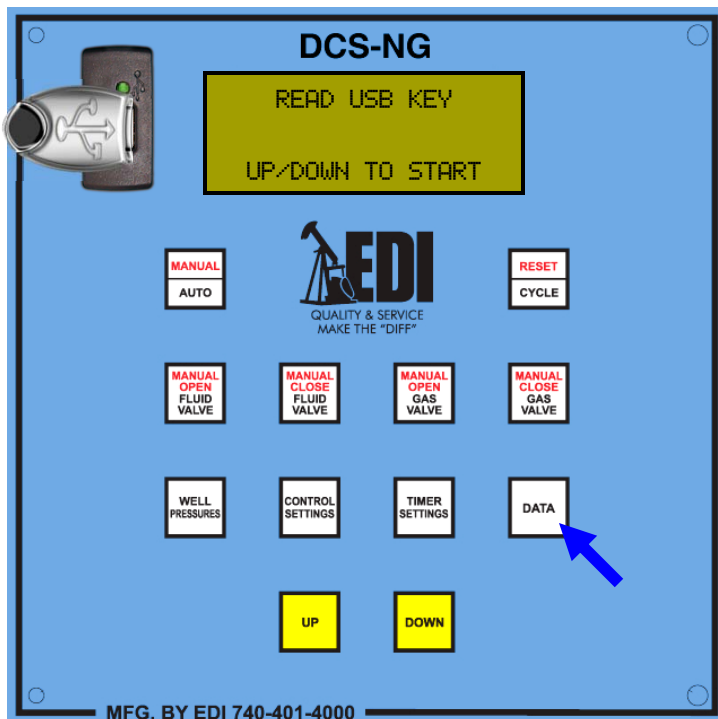 DCS-NG
READ USB KEY
UP/DOWN TO START
MANUAL
AUTO
EDI
QUALITY & SERVICE
MAKE THE "DIFF"
RESET
CYCLE
MANUAL
OPEN
FLUID
VALVE
MANUAL
CLOSE
FLUID
VALVE
MANUAL
OPEN
GAS
VALVE
MANUAL
CLOSE
GAS
VALVE
WELL
PRESSURES
CONTROL
SETTINGS
TIMER
SETTINGS
DATA
UP
DOWN
MFG. BY EDI 740-401-4000